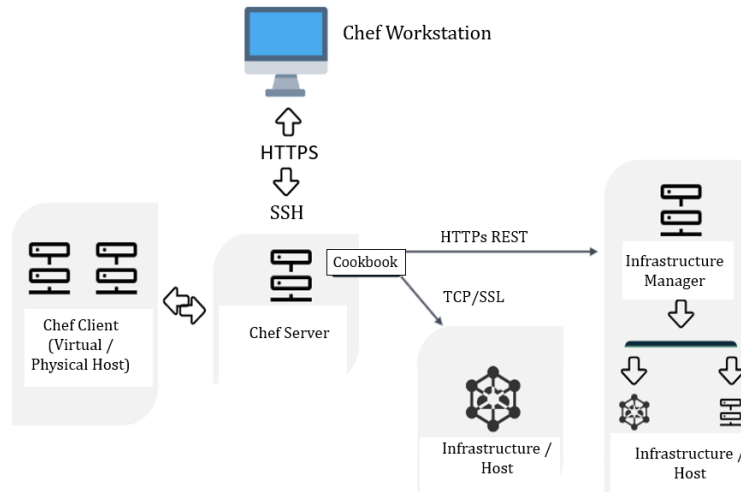 Chef Workstation
HTTPS
SSH
HTTPs REST
Cookbook
Infrastructure
Manager
TCP/SSL
Chef Client
(Virtual /
Physical Host)
Chef Server
Infrastructure /
Host
Infrastructure /
Host